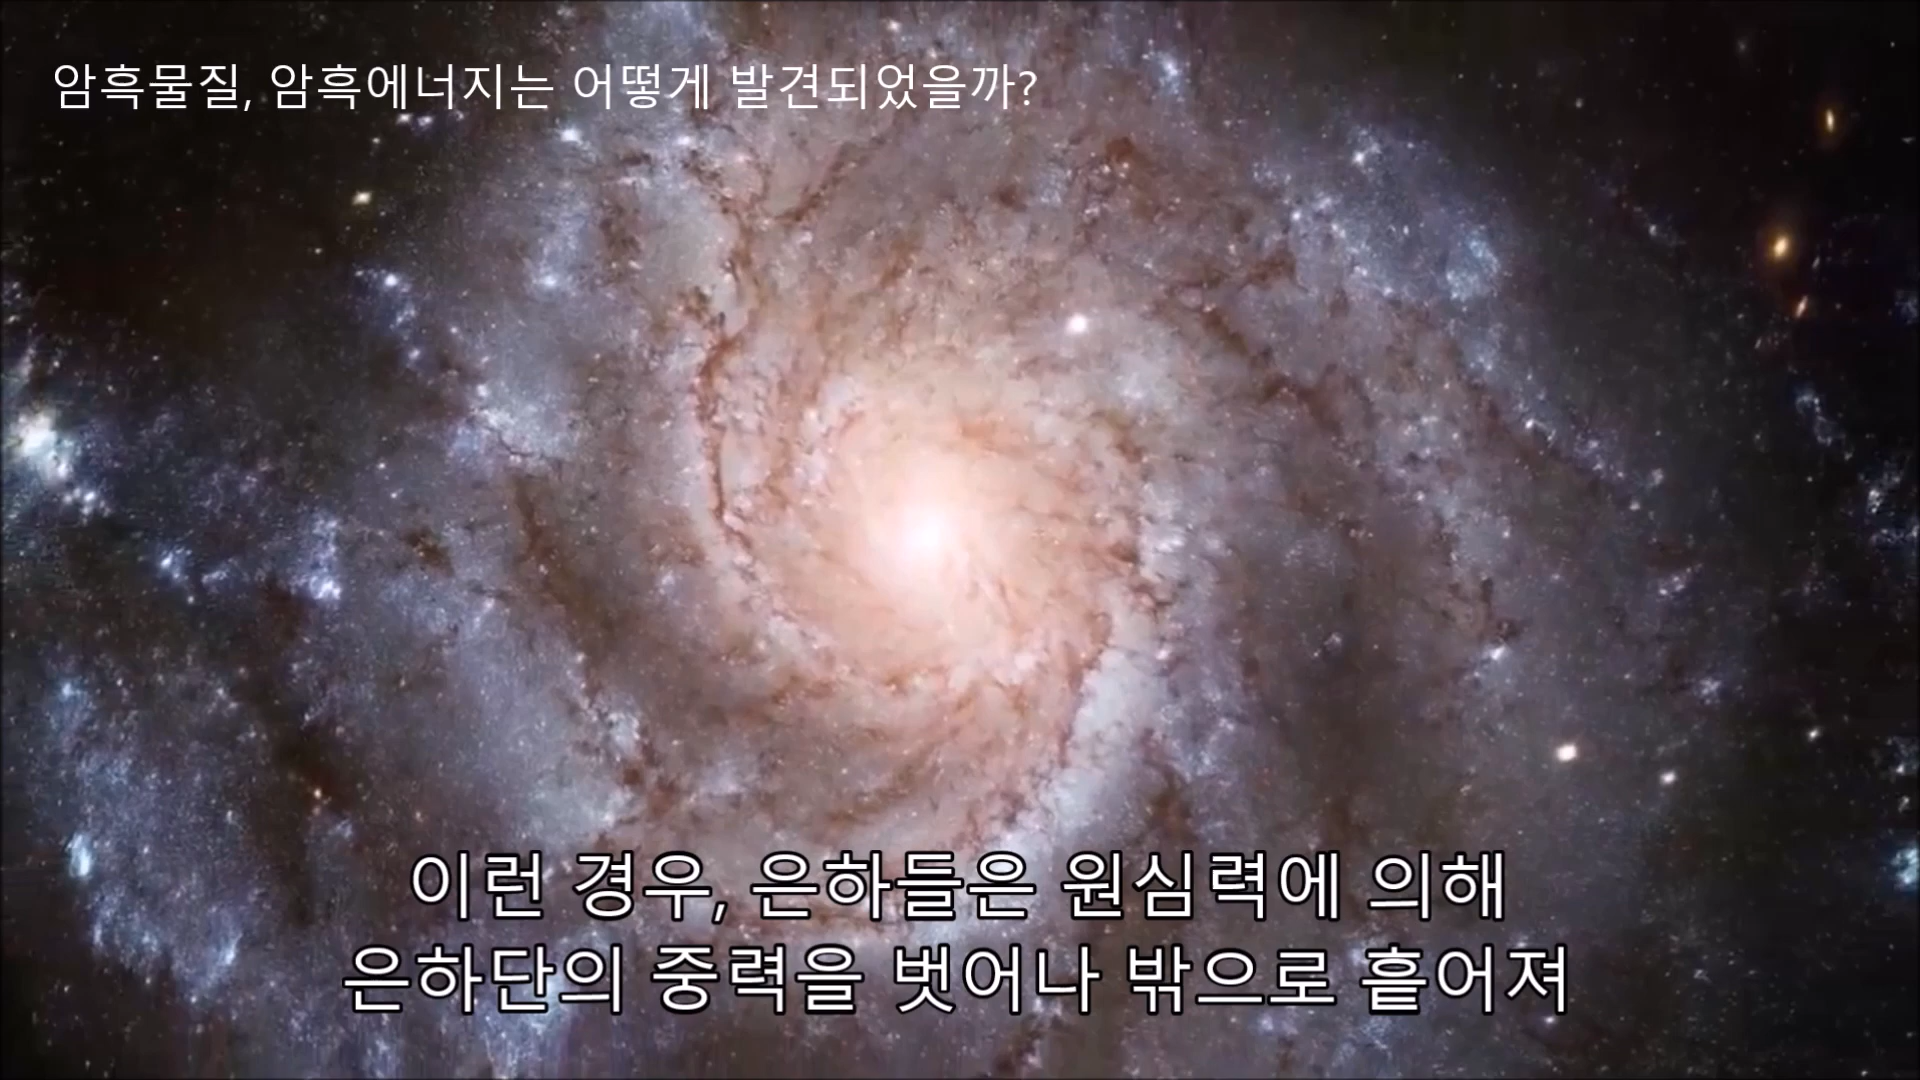 암흑물질, 암흑에너지는 어떻게 발견되었을까?
이런 경우, 은하들은 원심력에 의해
은하단의 중력을 벗어나 밖으로 흩어져